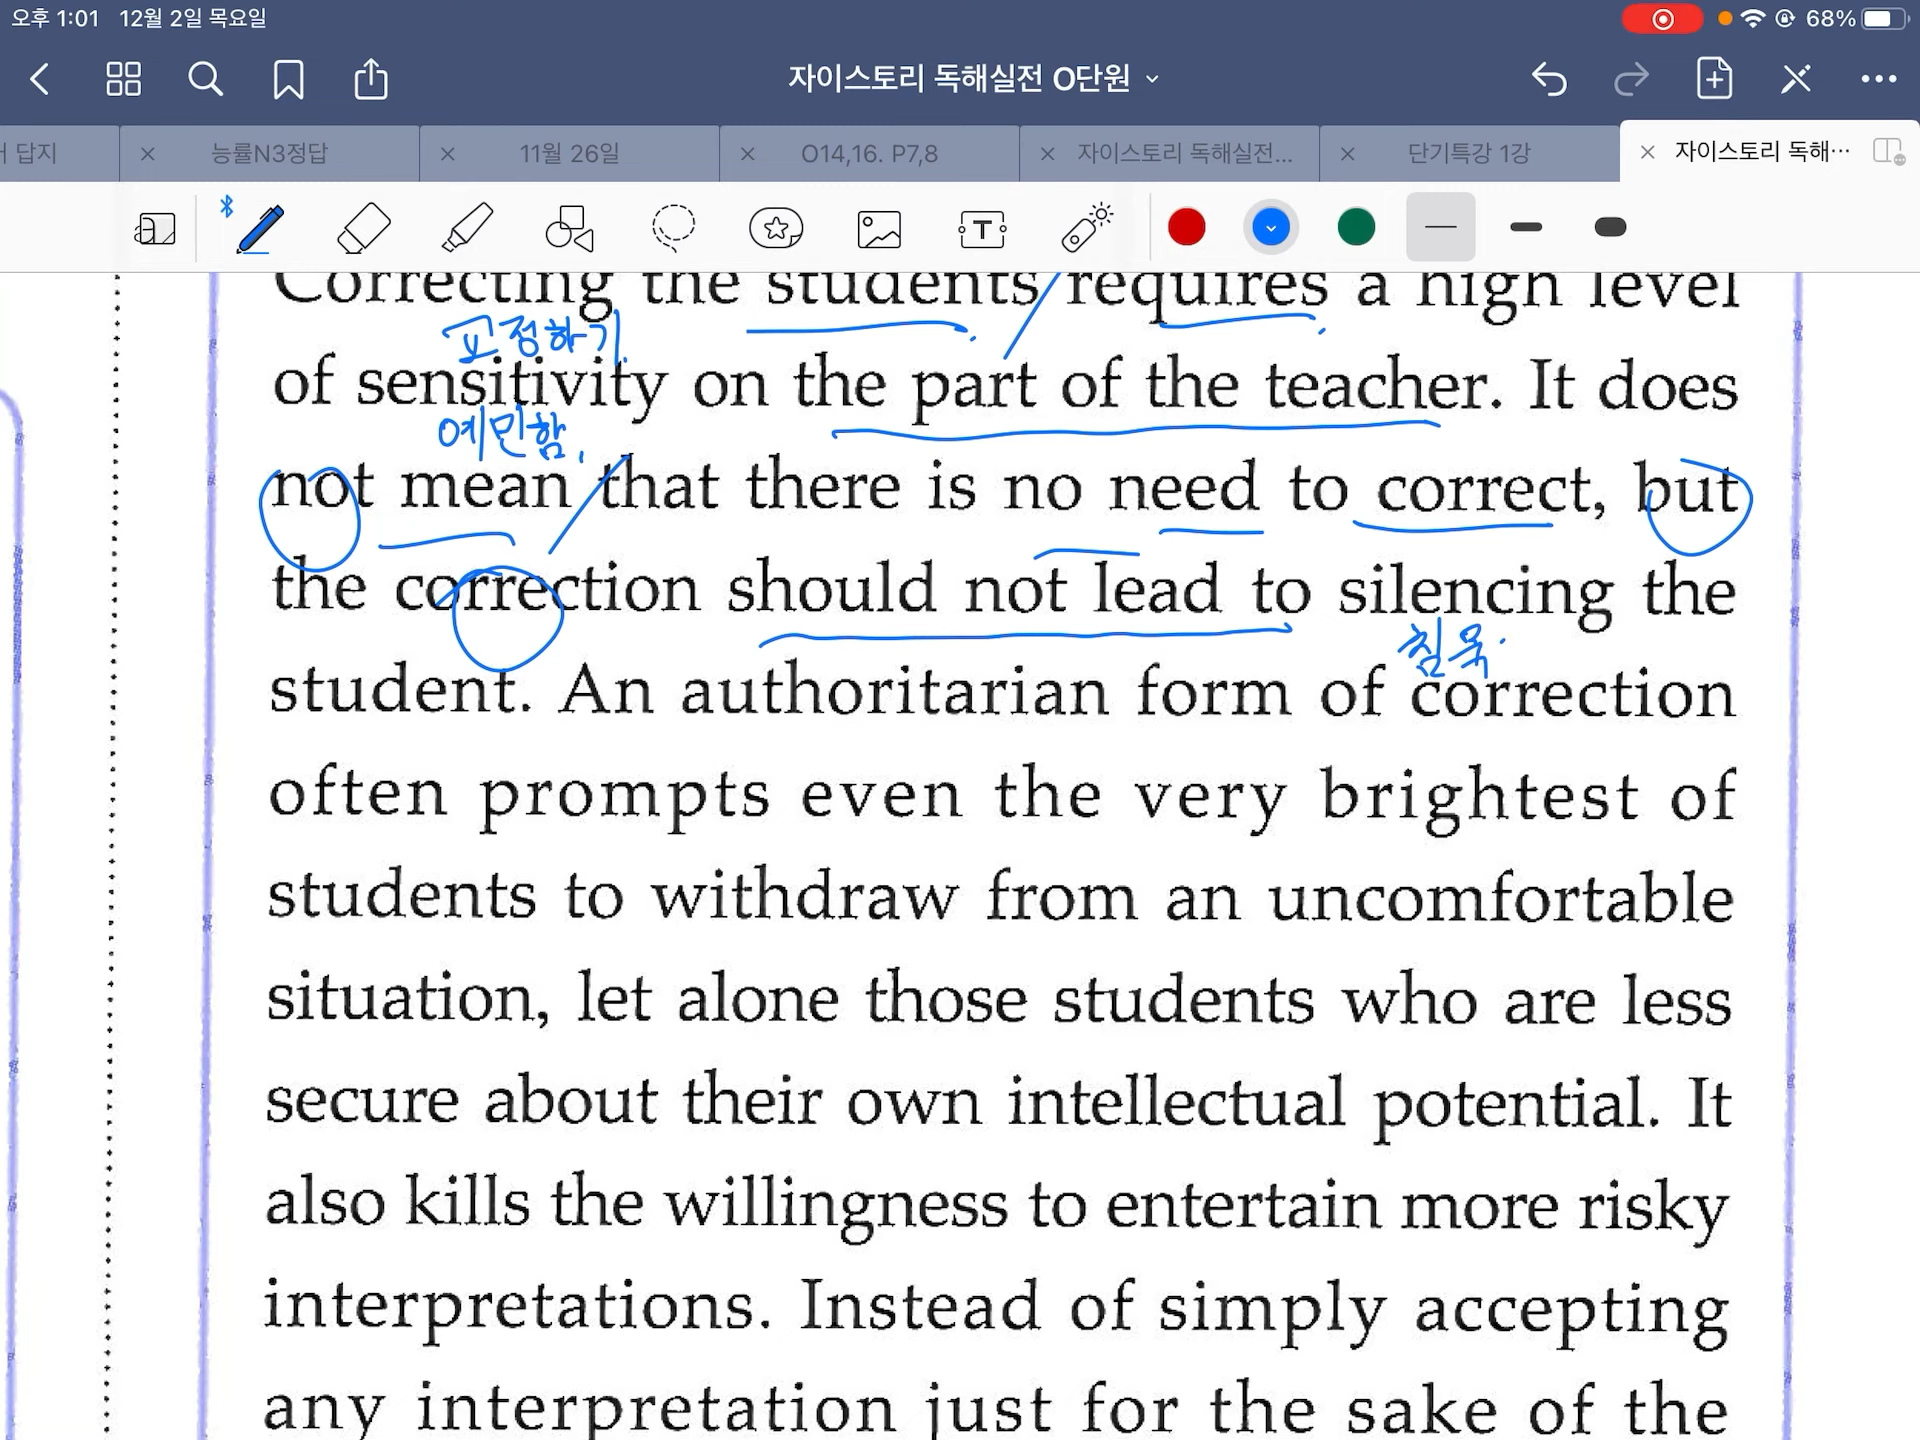 오후 1:01 12월 2일 목요일 68%
자이스토리 독해실전 O단원
답지 능률N3정답 11월 26일 O14,16. P7,8 자이스토리 독해실전... 단기특강 1강 자이스토리 독해…
Correcting the students requires a high level
교정하기
of sensitivity on the part of the teacher. It does
예민함
not mean that there is no need to correct, but
the correction should not lead to silencing the
침묵
student. An authoritarian form of correction
often prompts even the very brightest of
students to withdraw from an uncomfortable
situation, let alone those students who are less
secure about their own intellectual potential. It
also kills the willingness to entertain more risky
interpretations. Instead of simply accepting
any interpretation just for the sake of the